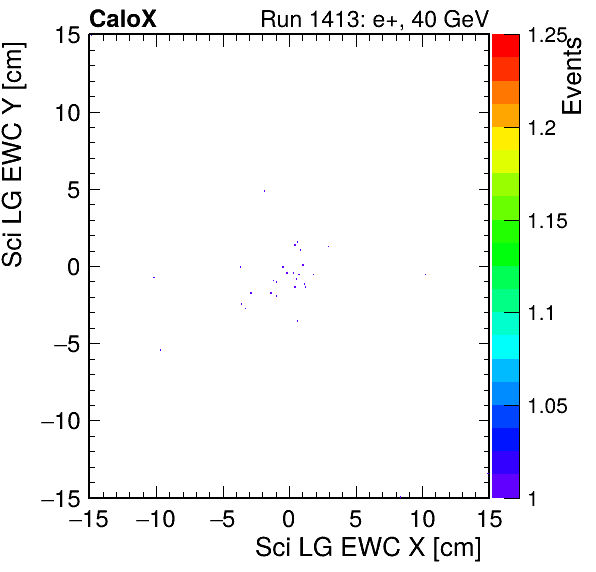 CaloX Run 1413: e+, 40 GeV
Sci LG EWC Y [cm]
15
10
5
0
−5
−10
−15
−15 −10 −5 0 5 10 15
Sci LG EWC X [cm]
1.25
1.2
1.15
1.1
1.05
1
Events